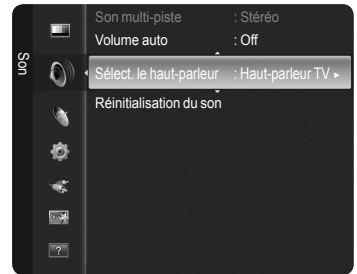 Son
Son multi-piste : Stéréo
Volume auto : Off
Sélect. le haut-parleur : Haut-parleur TV ►
Réinitialisation du son
?